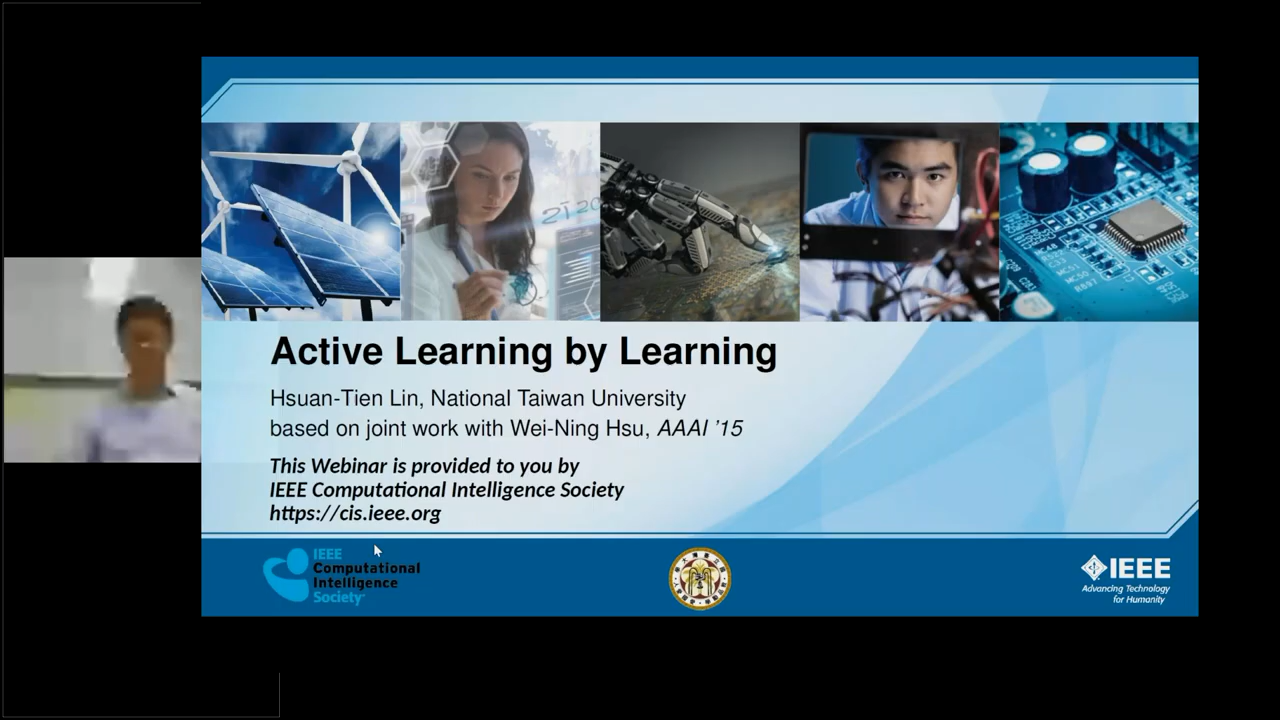 Active Learning by Learning
Hsuan-Tien Lin, National Taiwan University
based on joint work with Wei-Ning Hsu, AAAI ’15
This Webinar is provided to you by
IEEE Computational Intelligence Society
https://cis.ieee.org
IEEE
Computational
Intelligence
Society
IEEE
Advancing Technology
for Humanity